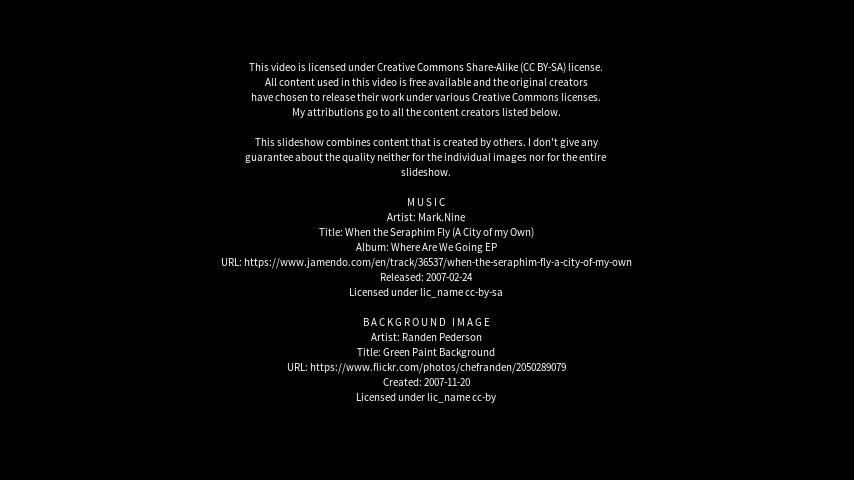 This video is licensed under Creative Commons Share-Alike (CC BY-SA) license.
All content used in this video is free available and the original creators
have chosen to release their work under various Creative Commons licenses.
My attributions go to all the content creators listed below.
This slideshow combines content that is created by others. I don't give any
guarantee about the quality neither for the individual images nor for the entire
slideshow.
M U S I C
Artist: Mark.Nine
Title: When the Seraphim Fly (A City of my Own)
Album: Where Are We Going EP
URL: https://www.jamendo.com/en/track/36537/when-the-seraphim-fly-a-city-of-my-own
Released: 2007-02-24
Licensed under lic_name cc-by-sa
B A C K G R O U N D   I M A G E
Artist: Randen Pederson
Title: Green Paint Background
URL: https://www.flickr.com/photos/chefranden/2050289079
Created: 2007-11-20
Licensed under lic_name cc-by